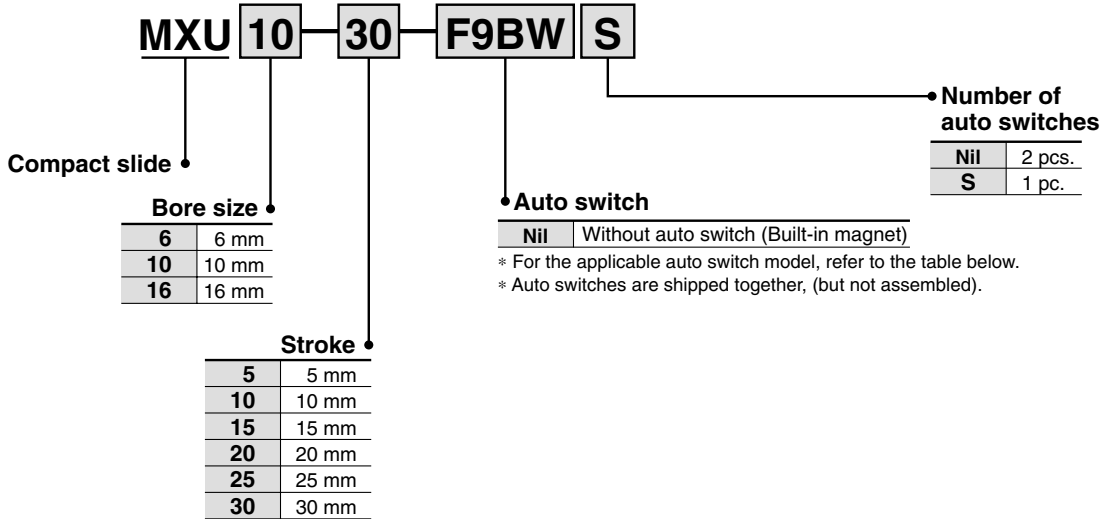 MXU 10 — 30 — F9BW S
Compact slide
Bore size
6 6 mm
10 10 mm
16 16 mm
Stroke
5 5 mm
10 10 mm
15 15 mm
20 20 mm
25 25 mm
30 30 mm
Auto switch
Nil Without auto switch (Built-in magnet)
∗ For the applicable auto switch model, refer to the table below.
∗ Auto switches are shipped together, (but not assembled).
Number of
auto switches
Nil 2 pcs.
S 1 pc.